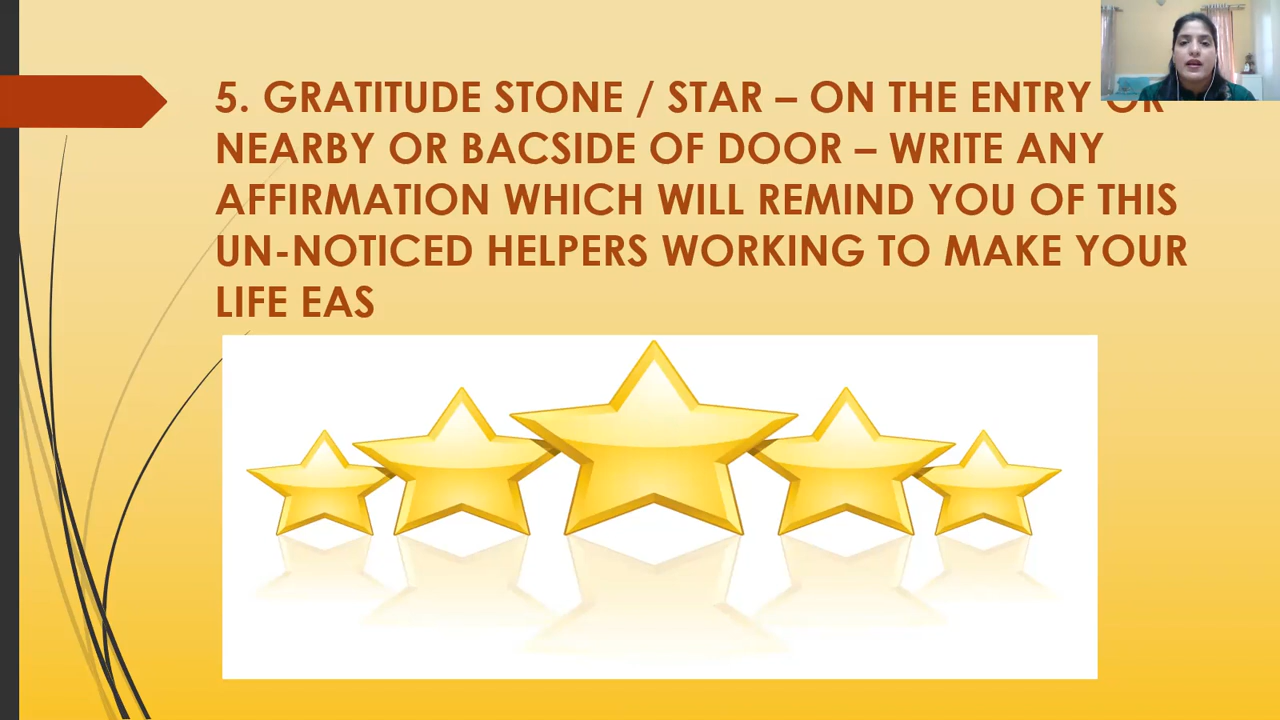 5. GRATITUDE STONE / STAR – ON THE ENTRY OR
NEARBY OR BACSIDE OF DOOR – WRITE ANY
AFFIRMATION WHICH WILL REMIND YOU OF THIS
UN-NOTICED HELPERS WORKING TO MAKE YOUR
LIFE EAS